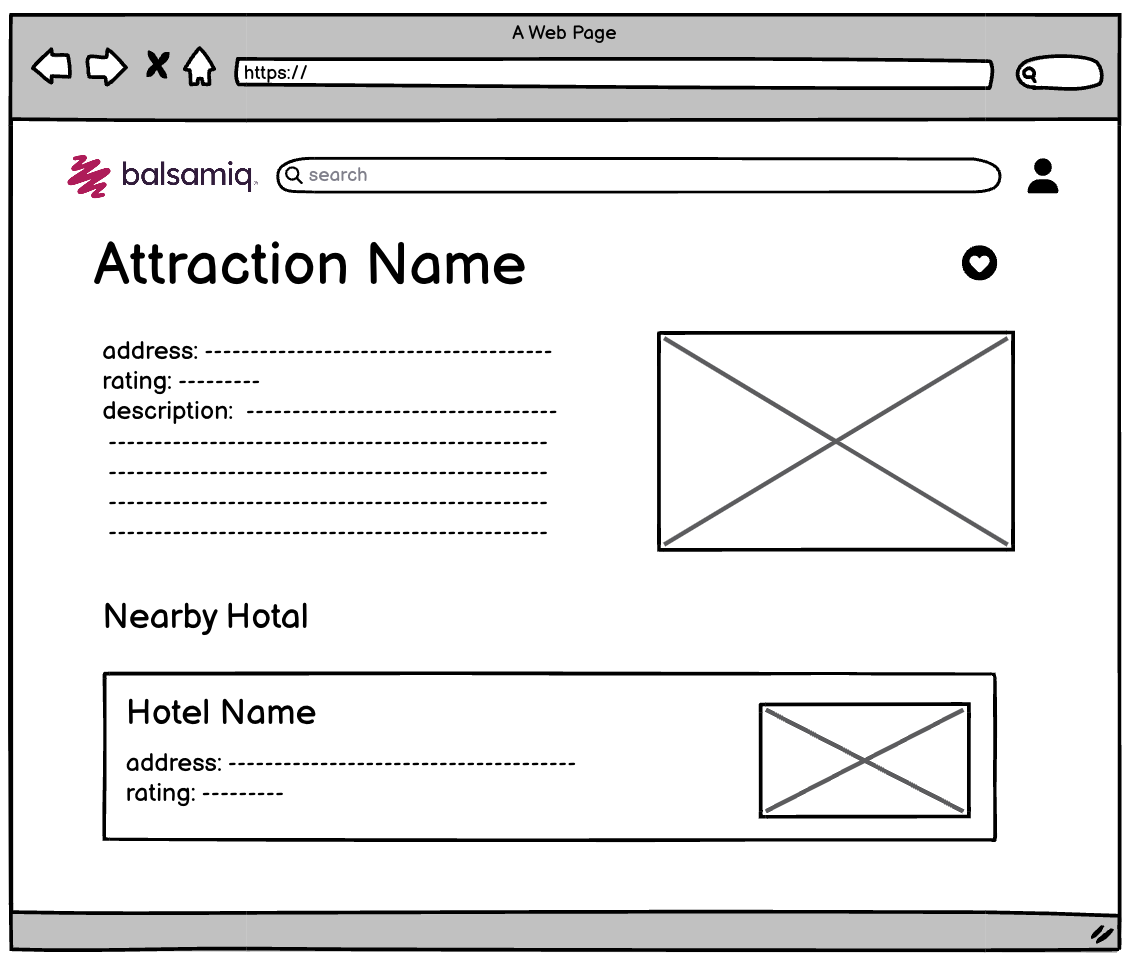 A Web Page
https://
balsamiq
search
Attraction Name
address: --------------------------------------
rating: ---------
description: ----------------------------------
------------------------------------------------
------------------------------------------------
------------------------------------------------
------------------------------------------------
Nearby Hotal
Hotel Name
address: --------------------------------------
rating: ---------